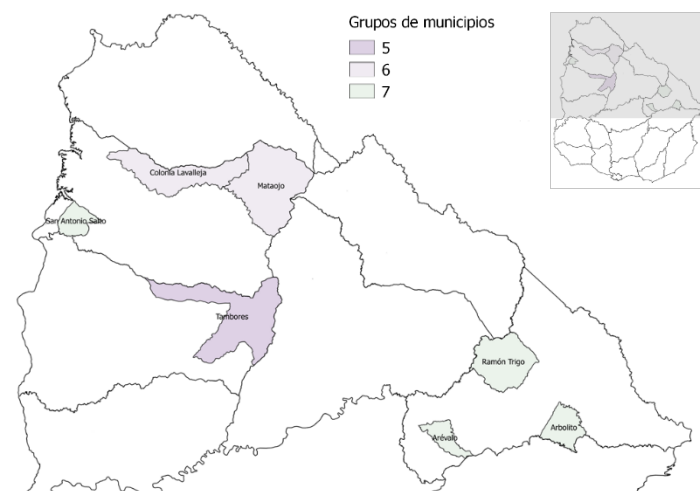 Grupos de municipios
5
6
7
Colonia Lavalleja
Mataojo
San Antonio Salto
Tambores
Ramón Trigo
Arbolito
Arévalo